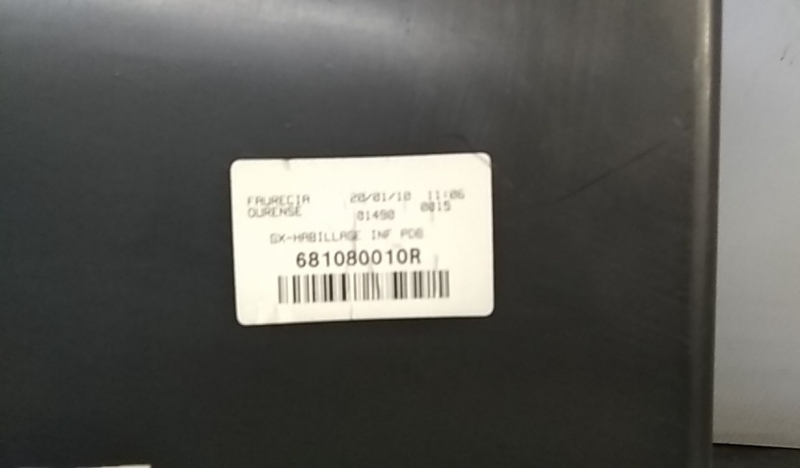 FAURECIA 20/01/10 11:06
OURENSE 01490 0015
GX-HABILLAGE INF PDB
681080010R